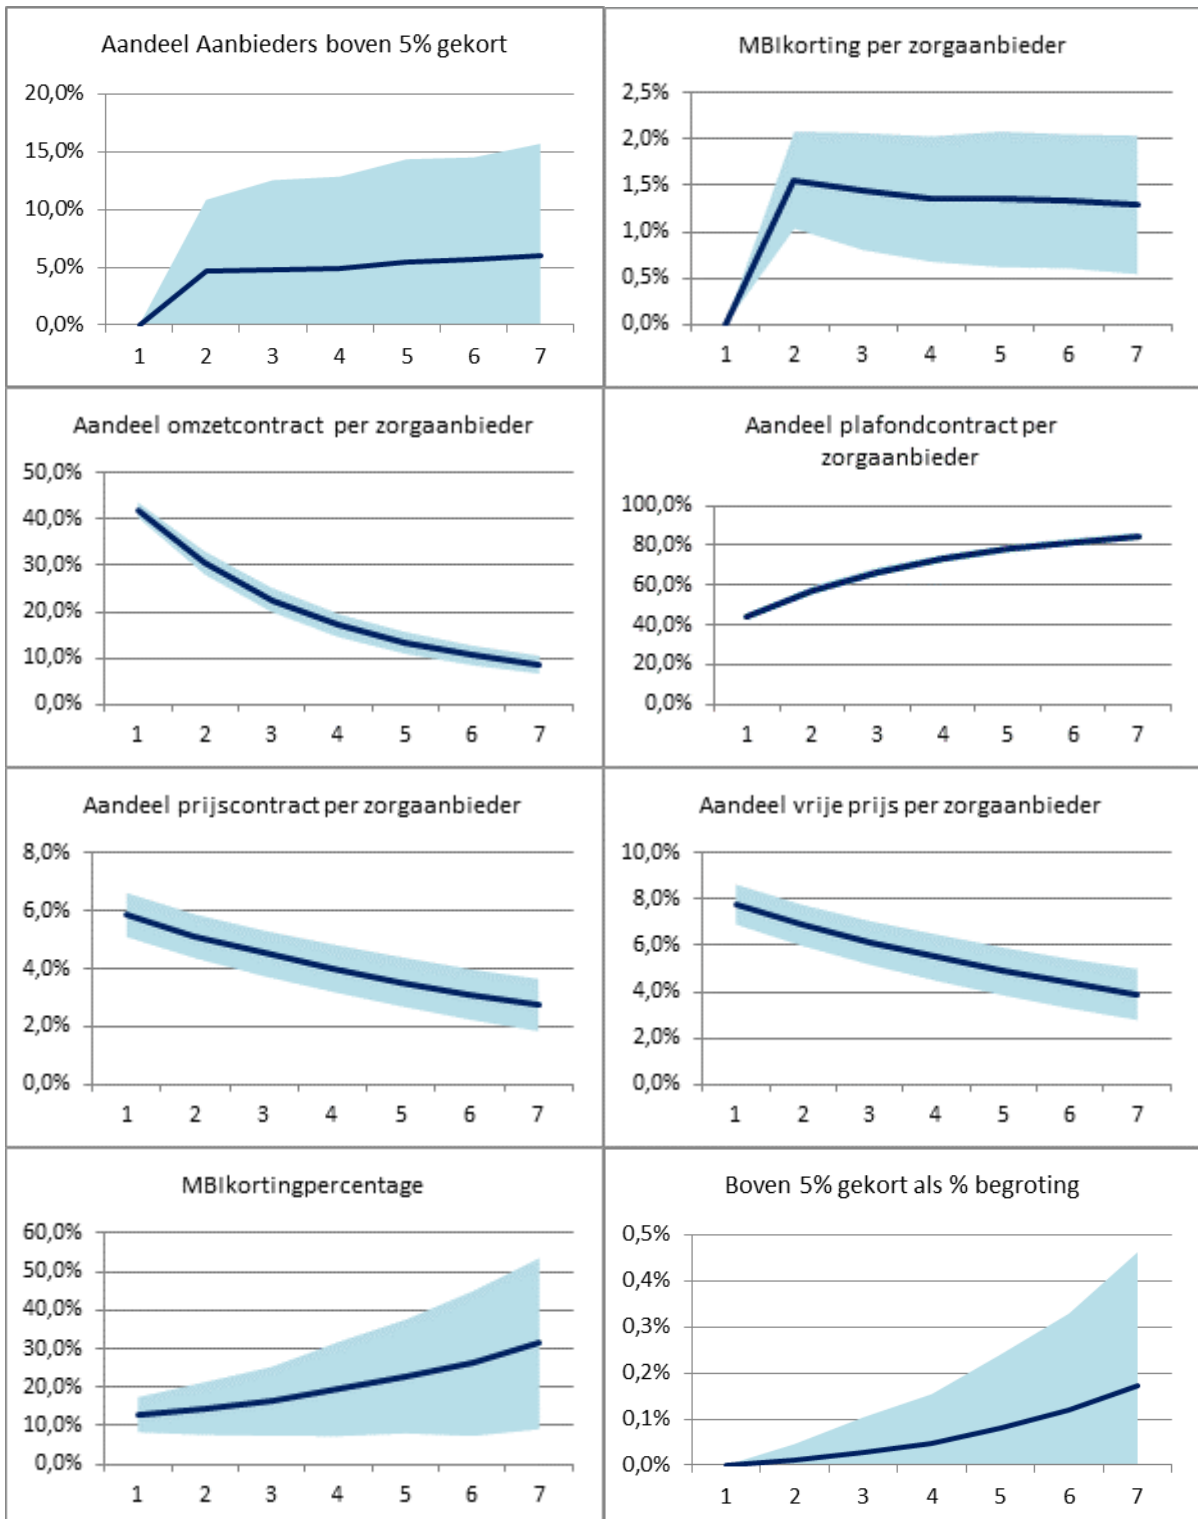 Aandeel Aanbieders boven 5% gekort
20,0%
15,0%
10,0%
5,0%
0,0%
1 2 3 4 5 6 7
MBIkorting per zorgaanbieder
2,5%
2,0%
1,5%
1,0%
0,5%
0,0%
1 2 3 4 5 6 7
Aandeel omzetcontract per zorgaanbieder
50,0%
40,0%
30,0%
20,0%
10,0%
0,0%
1 2 3 4 5 6 7
Aandeel plafondcontract per
zorgaanbieder
100,0%
80,0%
60,0%
40,0%
20,0%
0,0%
1 2 3 4 5 6 7
Aandeel prijscontract per zorgaanbieder
8,0%
6,0%
4,0%
2,0%
0,0%
1 2 3 4 5 6 7
Aandeel vrije prijs per zorgaanbieder
10,0%
8,0%
6,0%
4,0%
2,0%
0,0%
1 2 3 4 5 6 7
MBIkortingpercentage
60,0%
50,0%
40,0%
30,0%
20,0%
10,0%
0,0%
1 2 3 4 5 6 7
Boven 5% gekort als % begroting
0,5%
0,4%
0,3%
0,2%
0,1%
0,0%
1 2 3 4 5 6 7